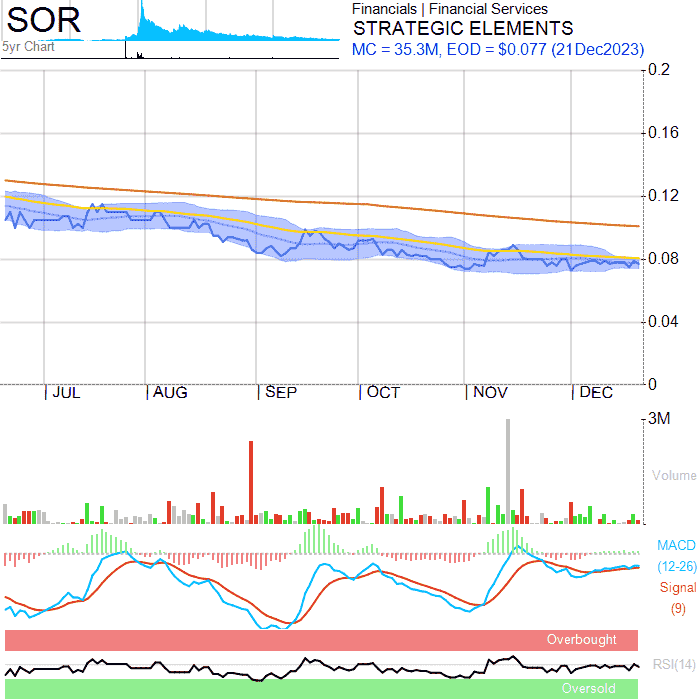 SOR
5yr Chart
Financials | Financial Services
STRATEGIC ELEMENTS
MC = 35.3M, EOD = $0.077 (21Dec2023)
0.2
0.16
0.12
0.08
0.04
0
JUL
AUG
SEP
OCT
NOV
DEC
3M
Volume
MACD
(12-26)
Signal
(9)
Overbought
RSI(14)
Oversold